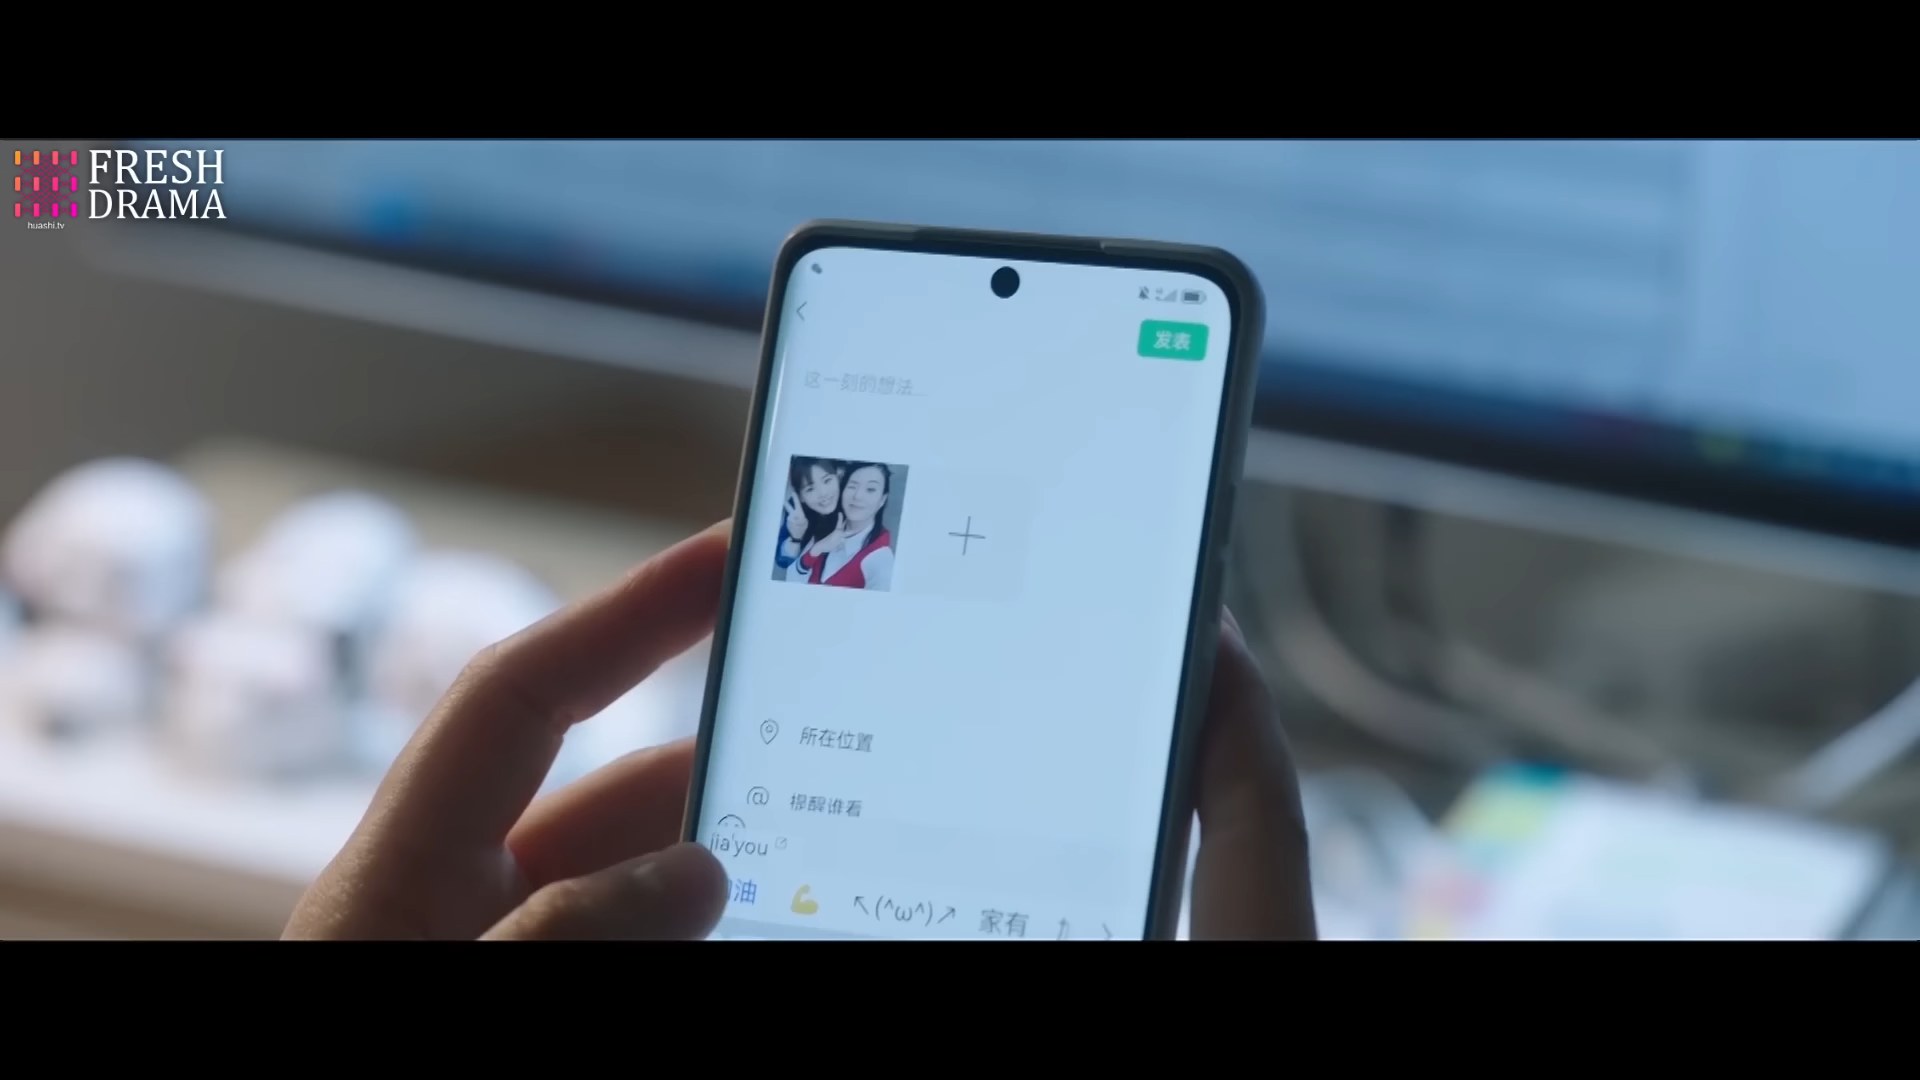 FRESH
DRAMA
huashi.tv
发表
这一刻的想法...
所在位置
提醒谁看
jia'you
油
↖(^ω^)↗
家有